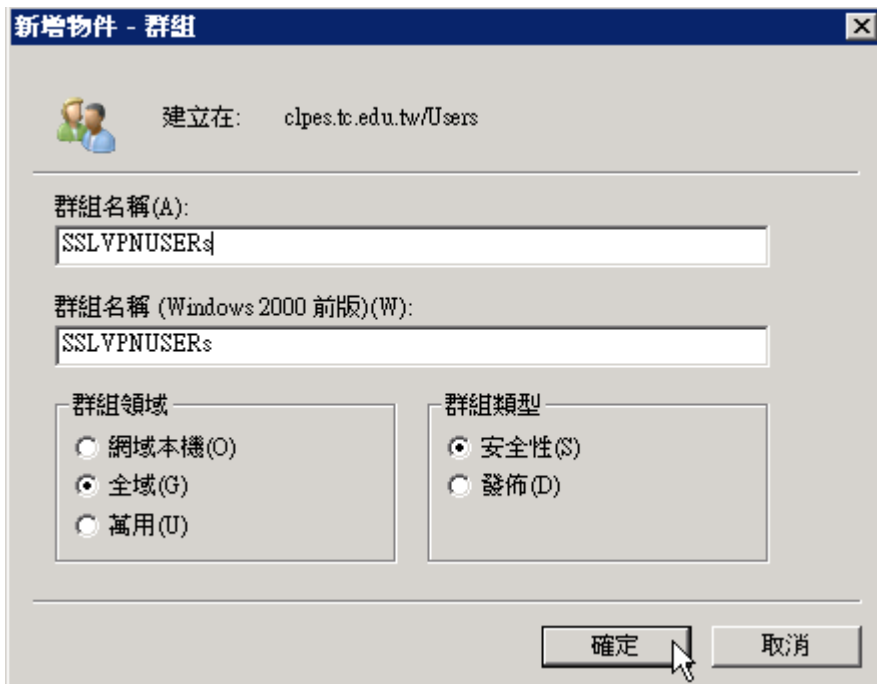 新增物件 - 群組
建立在: clpes.tc.edu.tw/Users
群組名稱(A):
SSLVPNUSERs
群組名稱 (Windows 2000 前版)(W):
SSLVPNUSERs
群組領域
網域本機(O)
全域(G)
萬用(U)
群組類型
安全性(S)
發佈(D)
確定 取消